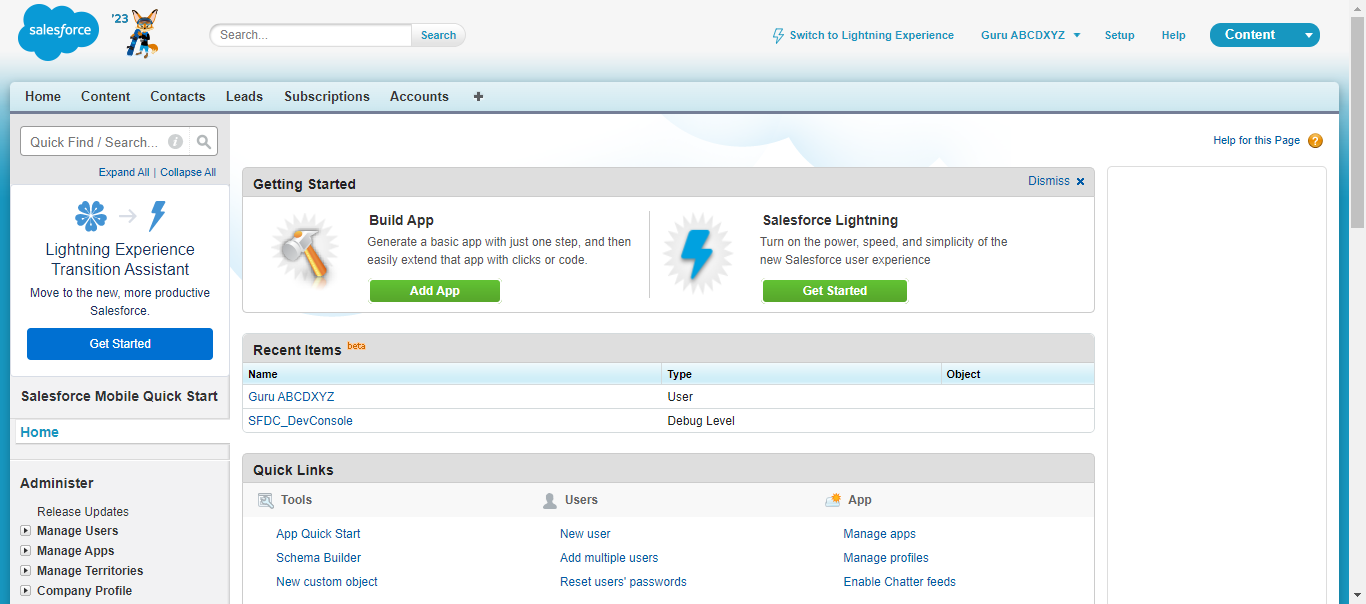 salesforce
'23
Search...
Search
Switch to Lightning Experience
Guru ABCDXYZ
Setup
Help
Content
Home Content Contacts Leads Subscriptions Accounts +
Quick Find / Search...
Expand All | Collapse All
Lightning Experience
Transition Assistant
Move to the new, more productive
Salesforce.
Get Started
Salesforce Mobile Quick Start
Home
Administer
Release Updates
Manage Users
Manage Apps
Manage Territories
Company Profile
Help for this Page ?
Getting Started
Dismiss x
Build App
Generate a basic app with just one step, and then
easily extend that app with clicks or code.
Add App
Salesforce Lightning
Turn on the power, speed, and simplicity of the
new Salesforce user experience
Get Started
Recent Items beta
Name Type Object
Guru ABCDXYZ User
SFDC_DevConsole Debug Level
Quick Links
Tools Users App
App Quick Start New user Manage apps
Schema Builder Add multiple users Manage profiles
New custom object Reset users' passwords Enable Chatter feeds